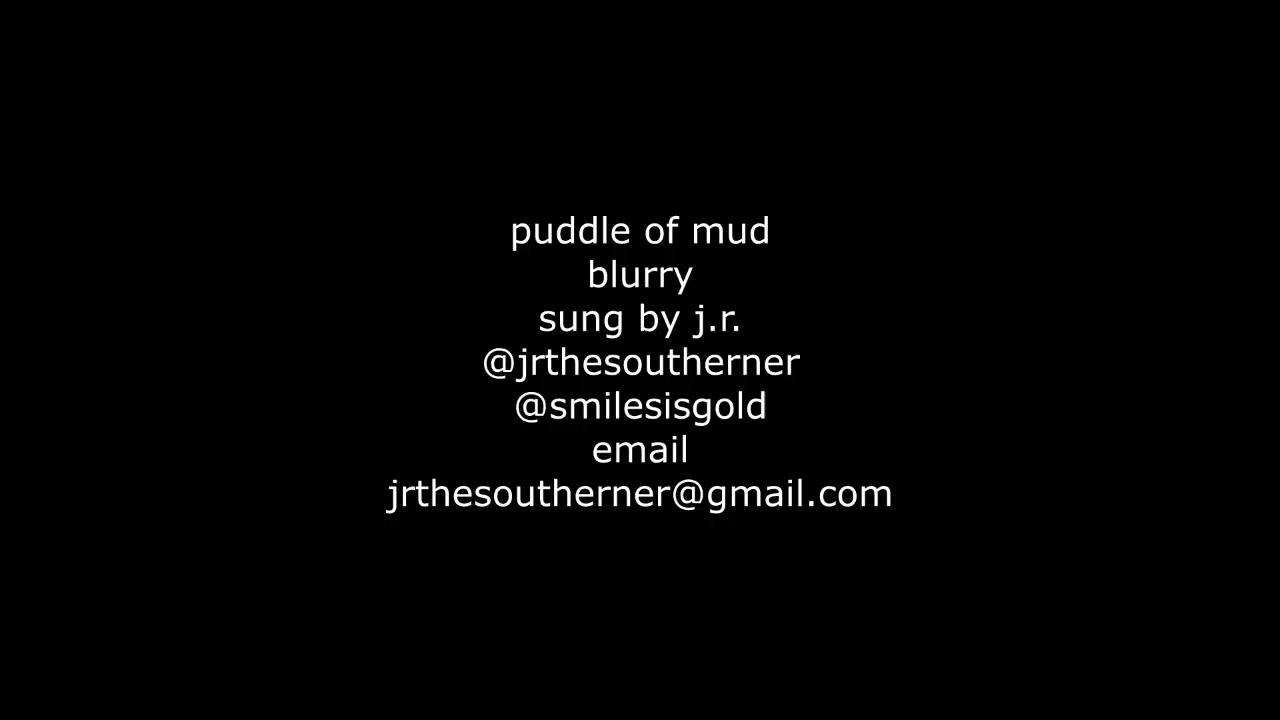 puddle of mud
blurry
sung by j.r.
@jrthesoutherner
@smilesisgold
email
jrthesoutherner@gmail.com